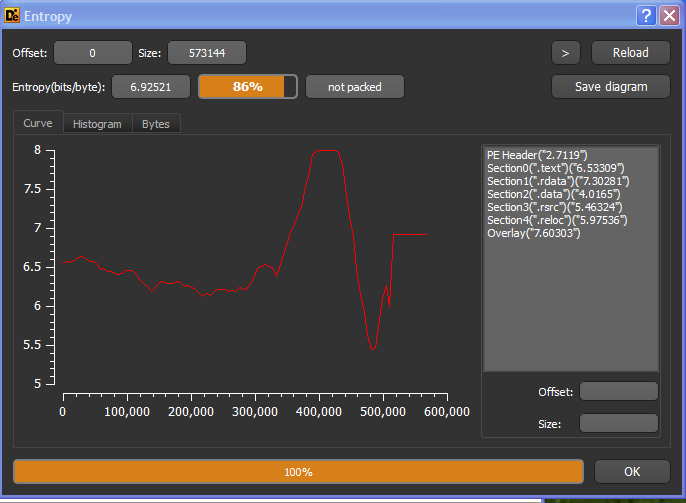 Entropy
Offset: 0 Size: 573144 > Reload
Entropy(bits/byte): 6.92521 86% not packed Save diagram
Curve Histogram Bytes
8
7.5
7
6.5
6
5.5
5
0 100,000 200,000 300,000 400,000 500,000 600,000
PE Header("2.7119")
Section0(".text")("6.53309")
Section1(".rdata")("7.30281")
Section2(".data")("4.0165")
Section3(".rsrc")("5.46324")
Section4(".reloc")("5.97536")
Overlay("7.60303")
Offset:
Size:
100% OK